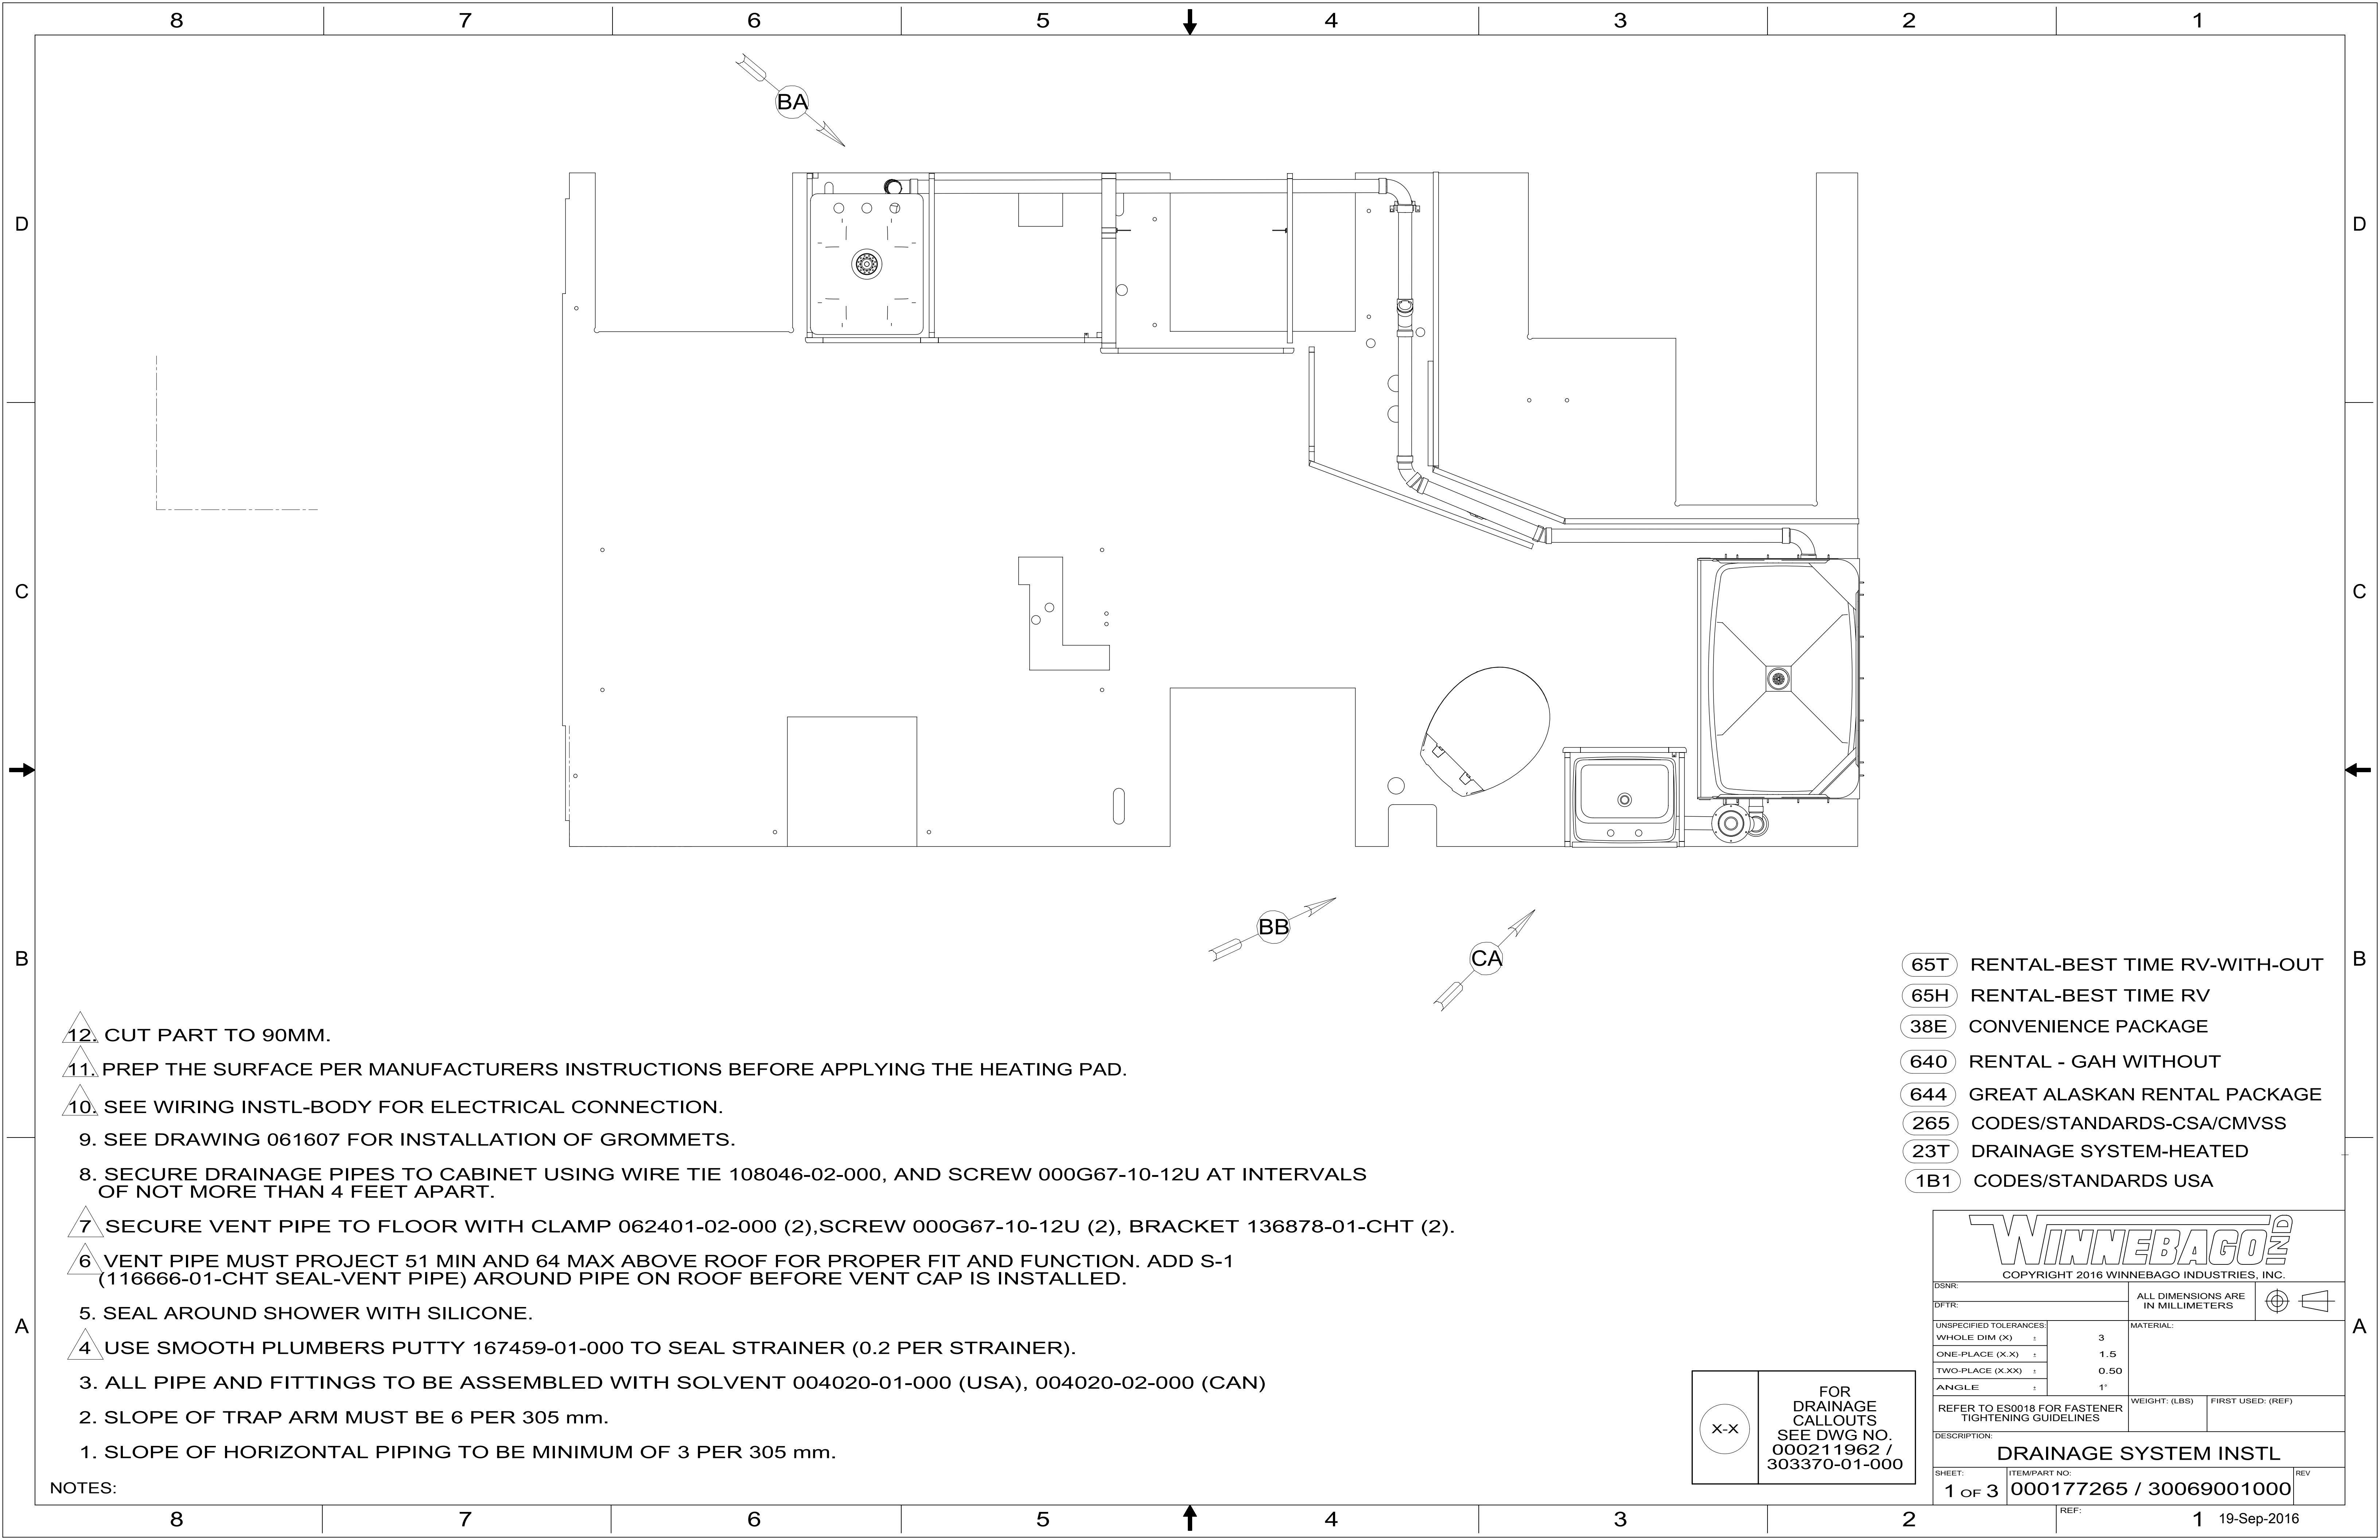 8 7 6 5 4 3 2 1
BA
D D
C C
BB
CA
B B
65T RENTAL-BEST TIME RV-WITH-OUT
65H RENTAL-BEST TIME RV
38E CONVENIENCE PACKAGE
640 RENTAL - GAH WITHOUT
644 GREAT ALASKAN RENTAL PACKAGE
265 CODES/STANDARDS-CSA/CMVSS
23T DRAINAGE SYSTEM-HEATED
1B1 CODES/STANDARDS USA
12. CUT PART TO 90MM.
11. PREP THE SURFACE PER MANUFACTURERS INSTRUCTIONS BEFORE APPLYING THE HEATING PAD.
10. SEE WIRING INSTL-BODY FOR ELECTRICAL CONNECTION.
9. SEE DRAWING 061607 FOR INSTALLATION OF GROMMETS.
8. SECURE DRAINAGE PIPES TO CABINET USING WIRE TIE 108046-02-000, AND SCREW 000G67-10-12U AT INTERVALS
OF NOT MORE THAN 4 FEET APART.
7 SECURE VENT PIPE TO FLOOR WITH CLAMP 062401-02-000 (2),SCREW 000G67-10-12U (2), BRACKET 136878-01-CHT (2).
6 VENT PIPE MUST PROJECT 51 MIN AND 64 MAX ABOVE ROOF FOR PROPER FIT AND FUNCTION. ADD S-1
(116666-01-CHT SEAL-VENT PIPE) AROUND PIPE ON ROOF BEFORE VENT CAP IS INSTALLED.
5. SEAL AROUND SHOWER WITH SILICONE.
4 USE SMOOTH PLUMBERS PUTTY 167459-01-000 TO SEAL STRAINER (0.2 PER STRAINER).
3. ALL PIPE AND FITTINGS TO BE ASSEMBLED WITH SOLVENT 004020-01-000 (USA), 004020-02-000 (CAN)
2. SLOPE OF TRAP ARM MUST BE 6 PER 305 mm.
1. SLOPE OF HORIZONTAL PIPING TO BE MINIMUM OF 3 PER 305 mm.
NOTES:
A A
X-X
FOR
DRAINAGE
CALLOUTS
SEE DWG NO.
000211962 /
303370-01-000
WINNEBAGO IND
COPYRIGHT 2016 WINNEBAGO INDUSTRIES, INC.
DSNR:
DFTR:
ALL DIMENSIONS ARE
IN MILLIMETERS
UNSPECIFIED TOLERANCES:
WHOLE DIM (X) ± 3
ONE-PLACE (X.X) ± 1.5
TWO-PLACE (X.XX) ± 0.50
ANGLE ± 1°
MATERIAL:
REFER TO ES0018 FOR FASTENER
TIGHTENING GUIDELINES
WEIGHT: (LBS)
FIRST USED: (REF)
DESCRIPTION:
DRAINAGE SYSTEM INSTL
SHEET:
1 OF 3
ITEM/PART NO:
000177265 / 30069001000
REV
REF:
8 7 6 5 4 3 2 1
19-Sep-2016